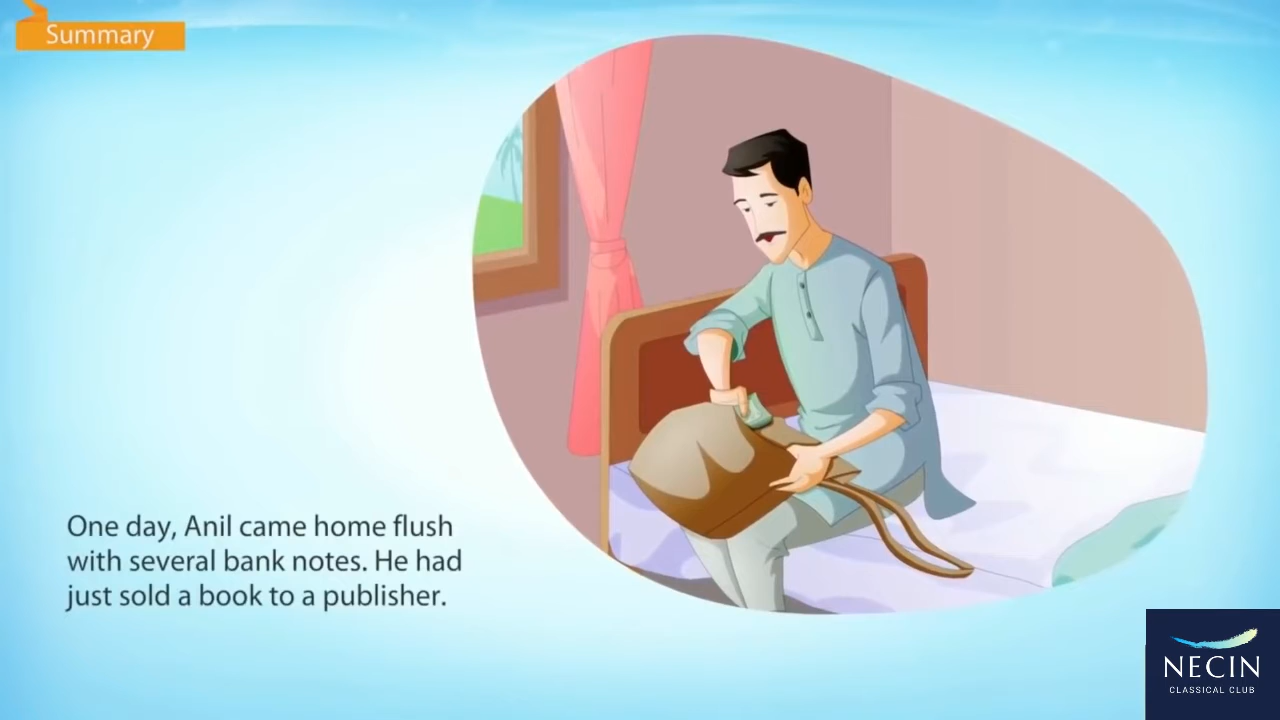 Summary
One day, Anil came home flush
with several bank notes. He had
just sold a book to a publisher.
NECIN
CLASSICAL CLUB